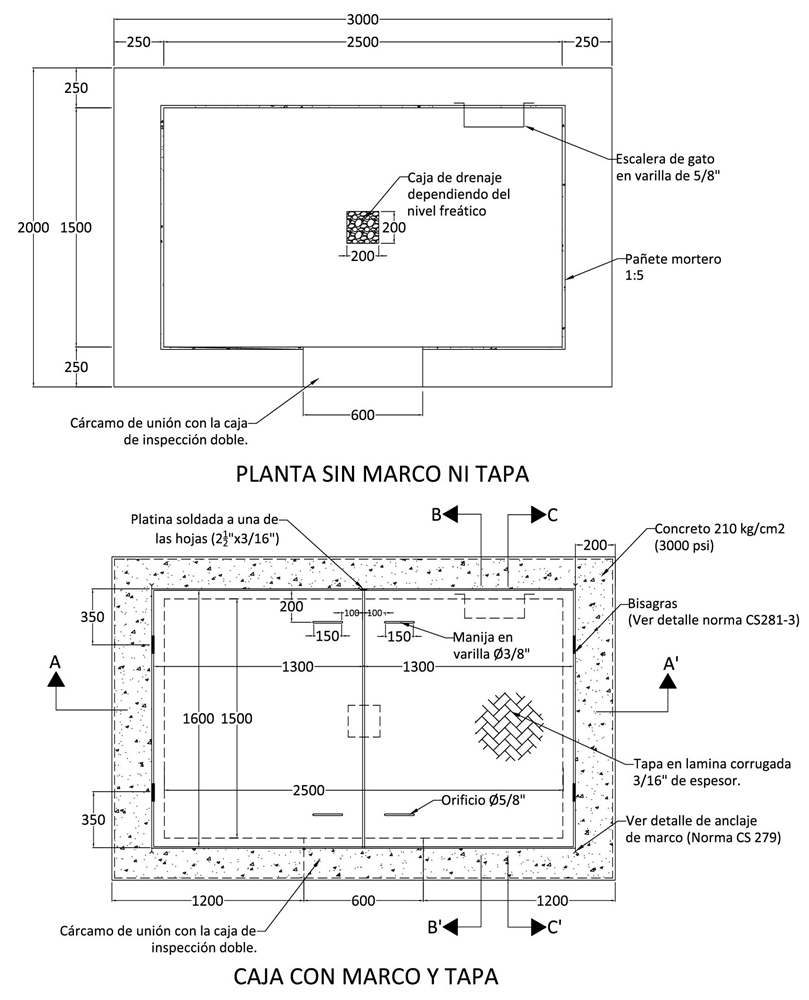 3000
250
2500
250
250
2000
1500
250
Escalera de gato
en varilla de 5/8"
Caja de drenaje
dependiendo del
nivel freático
200
200
Pañete mortero
1:5
600
Cárcamo de unión con la caja
de inspección doble.
PLANTA SIN MARCO NI TAPA
Platina soldada a una de
las hojas (2½"x3/16")
B
C
200
Concreto 210 kg/cm2
(3000 psi)
350
200
100
100
150
150
Manija en
varilla Ø3/8"
Bisagras
(Ver detalle norma CS281-3)
A
1300
1300
A'
1600
1500
2500
Tapa en lamina corrugada
3/16" de espesor.
Orificio Ø5/8"
350
Ver detalle de anclaje
de marco (Norma CS 279)
1200
600
1200
Cárcamo de unión con la caja de
inspección doble.
B'
C'
CAJA CON MARCO Y TAPA